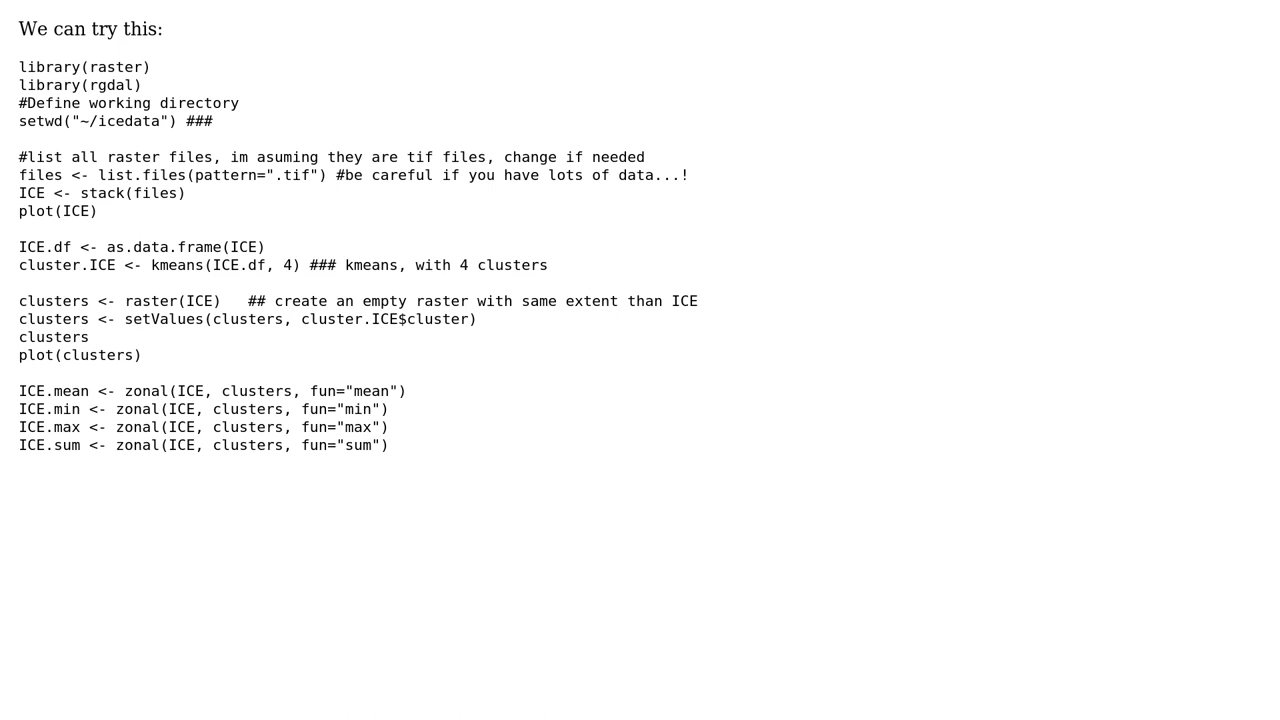 We can try this:
library(raster)
library(rgdal)
#Define working directory
setwd("~/icedata") ###
#list all raster files, im asuming they are tif files, change if needed
files <- list.files(pattern=".tif") #be careful if you have lots of data...!
ICE <- stack(files)
plot(ICE)
ICE.df <- as.data.frame(ICE)
cluster.ICE <- kmeans(ICE.df, 4) ### kmeans, with 4 clusters
clusters <- raster(ICE)   ## create an empty raster with same extent than ICE
clusters <- setValues(clusters, cluster.ICE$cluster)
clusters
plot(clusters)
ICE.mean <- zonal(ICE, clusters, fun="mean")
ICE.min <- zonal(ICE, clusters, fun="min")
ICE.max <- zonal(ICE, clusters, fun="max")
ICE.sum <- zonal(ICE, clusters, fun="sum")